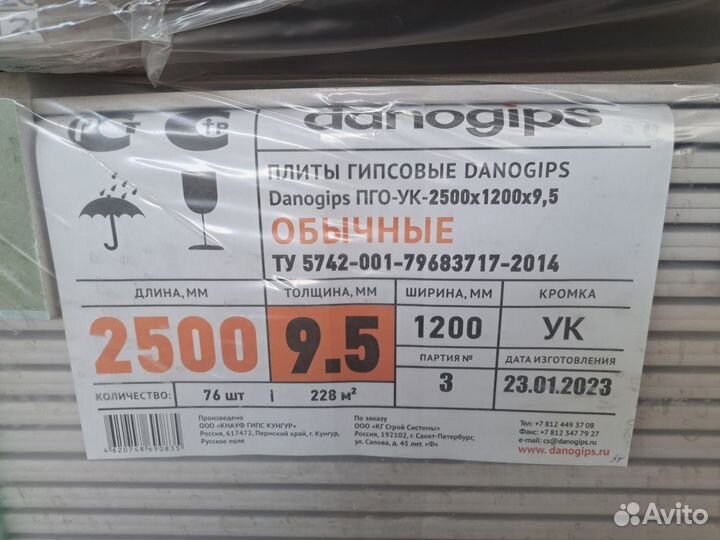 danogips
ПЛИТЫ ГИПСОВЫЕ DANOGIPS
Danogips ПГО-УК-2500х1200х9,5
ОБЫЧНЫЕ
ТУ 5742-001-79683717-2014
ДЛИНА, ММ
ТОЛЩИНА, ММ
ШИРИНА, ММ
КРОМКА
2500
9.5
1200
УК
ПАРТИЯ №
ДАТА ИЗГОТОВЛЕНИЯ
3
23.01.2023
КОЛИЧЕСТВО:
76 шт
228 м²
Произведено
ООО «КНАУФ ГИПС КУНГУР»
Россия, 617472, Пермский край, г. Кунгур,
Русское поле
По заказу
ООО «КГ Строй Системы»
Россия, 192102, г. Санкт-Петербург,
ул. Салова, д. 45 лит. «Ф»
Тел: +7 812 449 37 08
Факс: +7 812 347 79 27
e-mail: cs@danogips.ru
www.danogips.ru
4620748690835
Avito